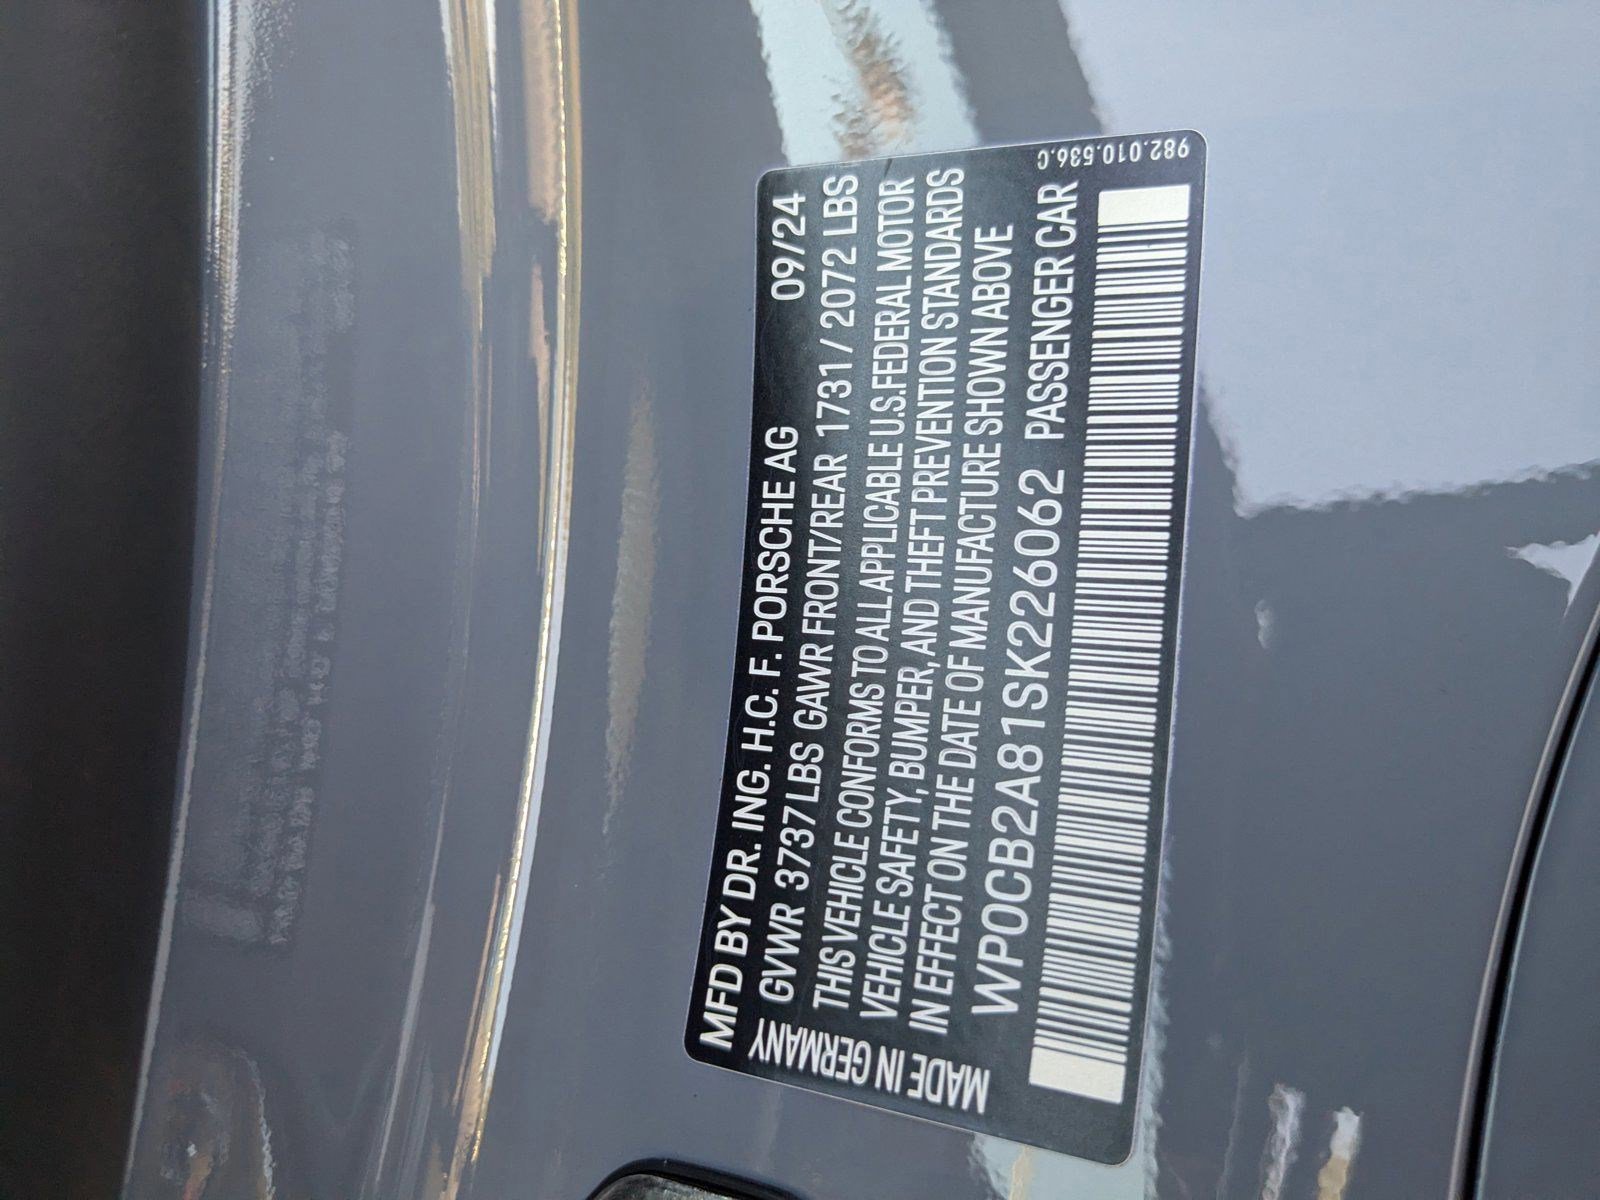 MFD BY DR. ING. H.C. F. PORSCHE AG 09/24
GVWR 3737LBS GAWR FRONT/REAR 1731 / 2072 LBS
THIS VEHICLE CONFORMS TO ALL APPLICABLE U.S.FEDERAL MOTOR
VEHICLE SAFETY, BUMPER, AND THEFT PREVENTION STANDARDS
IN EFFECT ON THE DATE OF MANUFACTURE SHOWN ABOVE
WP0CB2A81SK226062 PASSENGER CAR
MADE IN GERMANY
982.010.536.C